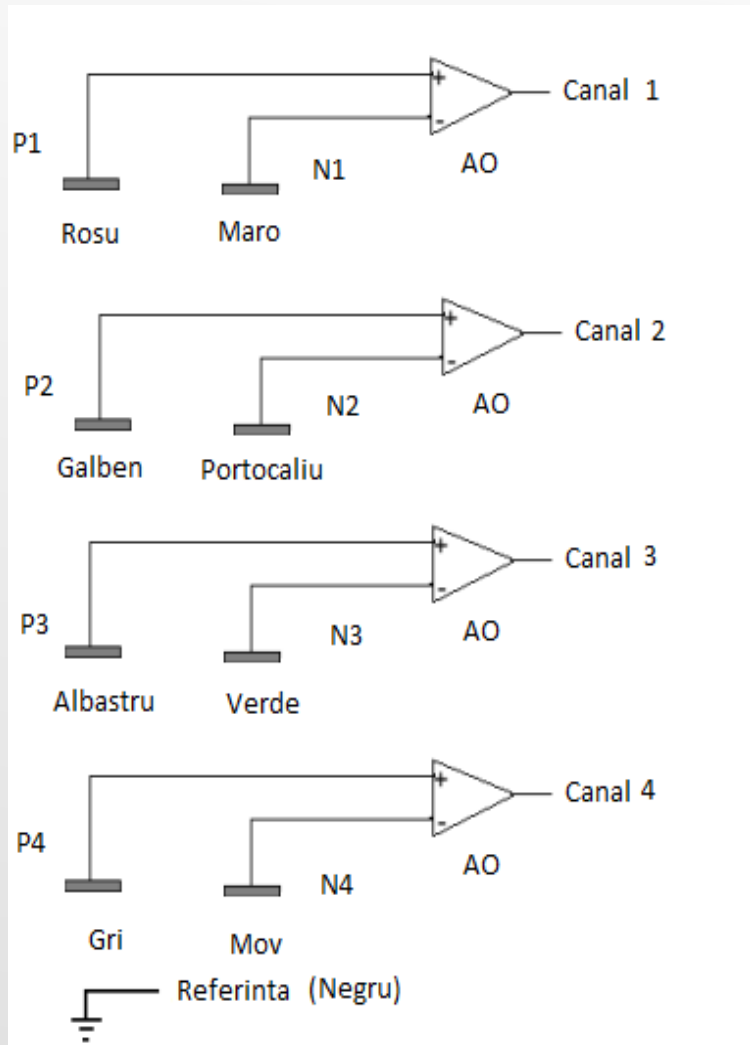 + Canal 1
P1 - N1 AO
Rosu Maro
+ Canal 2
P2 - N2 AO
Galben Portocaliu
+ Canal 3
P3 - N3 AO
Albastru Verde
+ Canal 4
P4 - N4 AO
Gri Mov
Referinta (Negru)